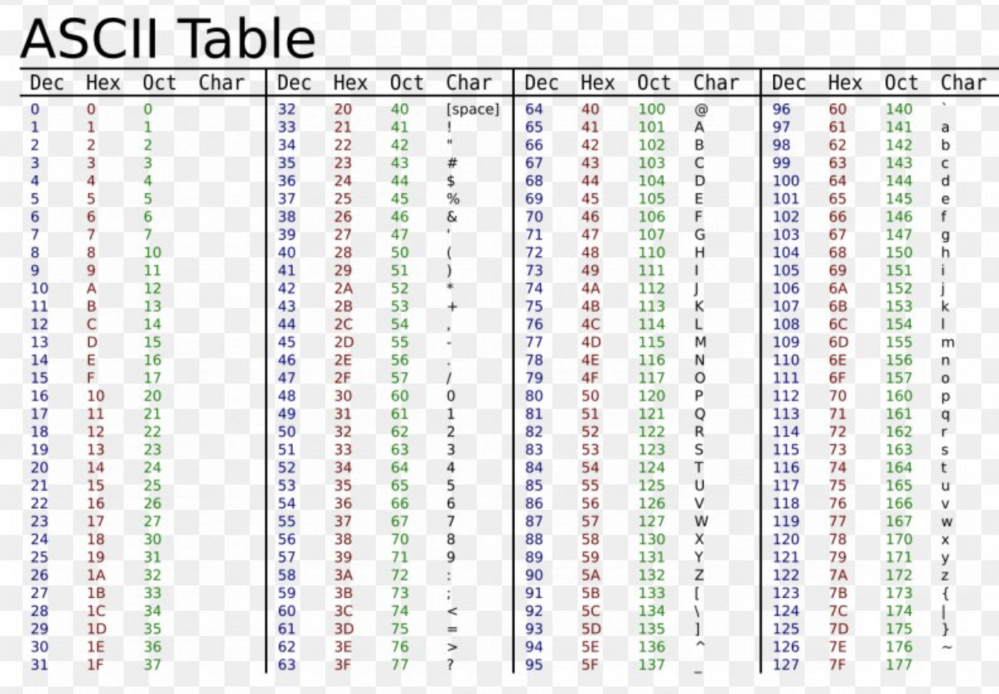 ASCII Table
Dec Hex Oct Char Dec Hex Oct Char Dec Hex Oct Char Dec Hex Oct Char
0 0 0 32 20 40 [space] 64 40 100 @ 96 60 140 `
1 1 1 33 21 41 ! 65 41 101 A 97 61 141 a
2 2 2 34 22 42 " 66 42 102 B 98 62 142 b
3 3 3 35 23 43 # 67 43 103 C 99 63 143 c
4 4 4 36 24 44 $ 68 44 104 D 100 64 144 d
5 5 5 37 25 45 % 69 45 105 E 101 65 145 e
6 6 6 38 26 46 & 70 46 106 F 102 66 146 f
7 7 7 39 27 47 ' 71 47 107 G 103 67 147 g
8 8 10 40 28 50 ( 72 48 110 H 104 68 150 h
9 9 11 41 29 51 ) 73 49 111 I 105 69 151 i
10 A 12 42 2A 52 * 74 4A 112 J 106 6A 152 j
11 B 13 43 2B 53 + 75 4B 113 K 107 6B 153 k
12 C 14 44 2C 54 , 76 4C 114 L 108 6C 154 l
13 D 15 45 2D 55 - 77 4D 115 M 109 6D 155 m
14 E 16 46 2E 56 . 78 4E 116 N 110 6E 156 n
15 F 17 47 2F 57 / 79 4F 117 O 111 6F 157 o
16 10 20 48 30 60 0 80 50 120 P 112 70 160 p
17 11 21 49 31 61 1 81 51 121 Q 113 71 161 q
18 12 22 50 32 62 2 82 52 122 R 114 72 162 r
19 13 23 51 33 63 3 83 53 123 S 115 73 163 s
20 14 24 52 34 64 4 84 54 124 T 116 74 164 t
21 15 25 53 35 65 5 85 55 125 U 117 75 165 u
22 16 26 54 36 66 6 86 56 126 V 118 76 166 v
23 17 27 55 37 67 7 87 57 127 W 119 77 167 w
24 18 30 56 38 70 8 88 58 130 X 120 78 170 x
25 19 31 57 39 71 9 89 59 131 Y 121 79 171 y
26 1A 32 58 3A 72 : 90 5A 132 Z 122 7A 172 z
27 1B 33 59 3B 73 ; 91 5B 133 [ 123 7B 173 {
28 1C 34 60 3C 74 < 92 5C 134 \ 124 7C 174 |
29 1D 35 61 3D 75 = 93 5D 135 ] 125 7D 175 }
30 1E 36 62 3E 76 > 94 5E 136 ^ 126 7E 176 ~
31 1F 37 63 3F 77 ? 95 5F 137 _ 127 7F 177